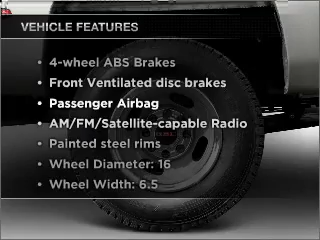 VEHICLE FEATURES
• 4-wheel ABS Brakes
• Front Ventilated disc brakes
• Passenger Airbag
• AM/FM/Satellite-capable Radio
• Painted steel rims
• Wheel Diameter: 16
• Wheel Width: 6.5